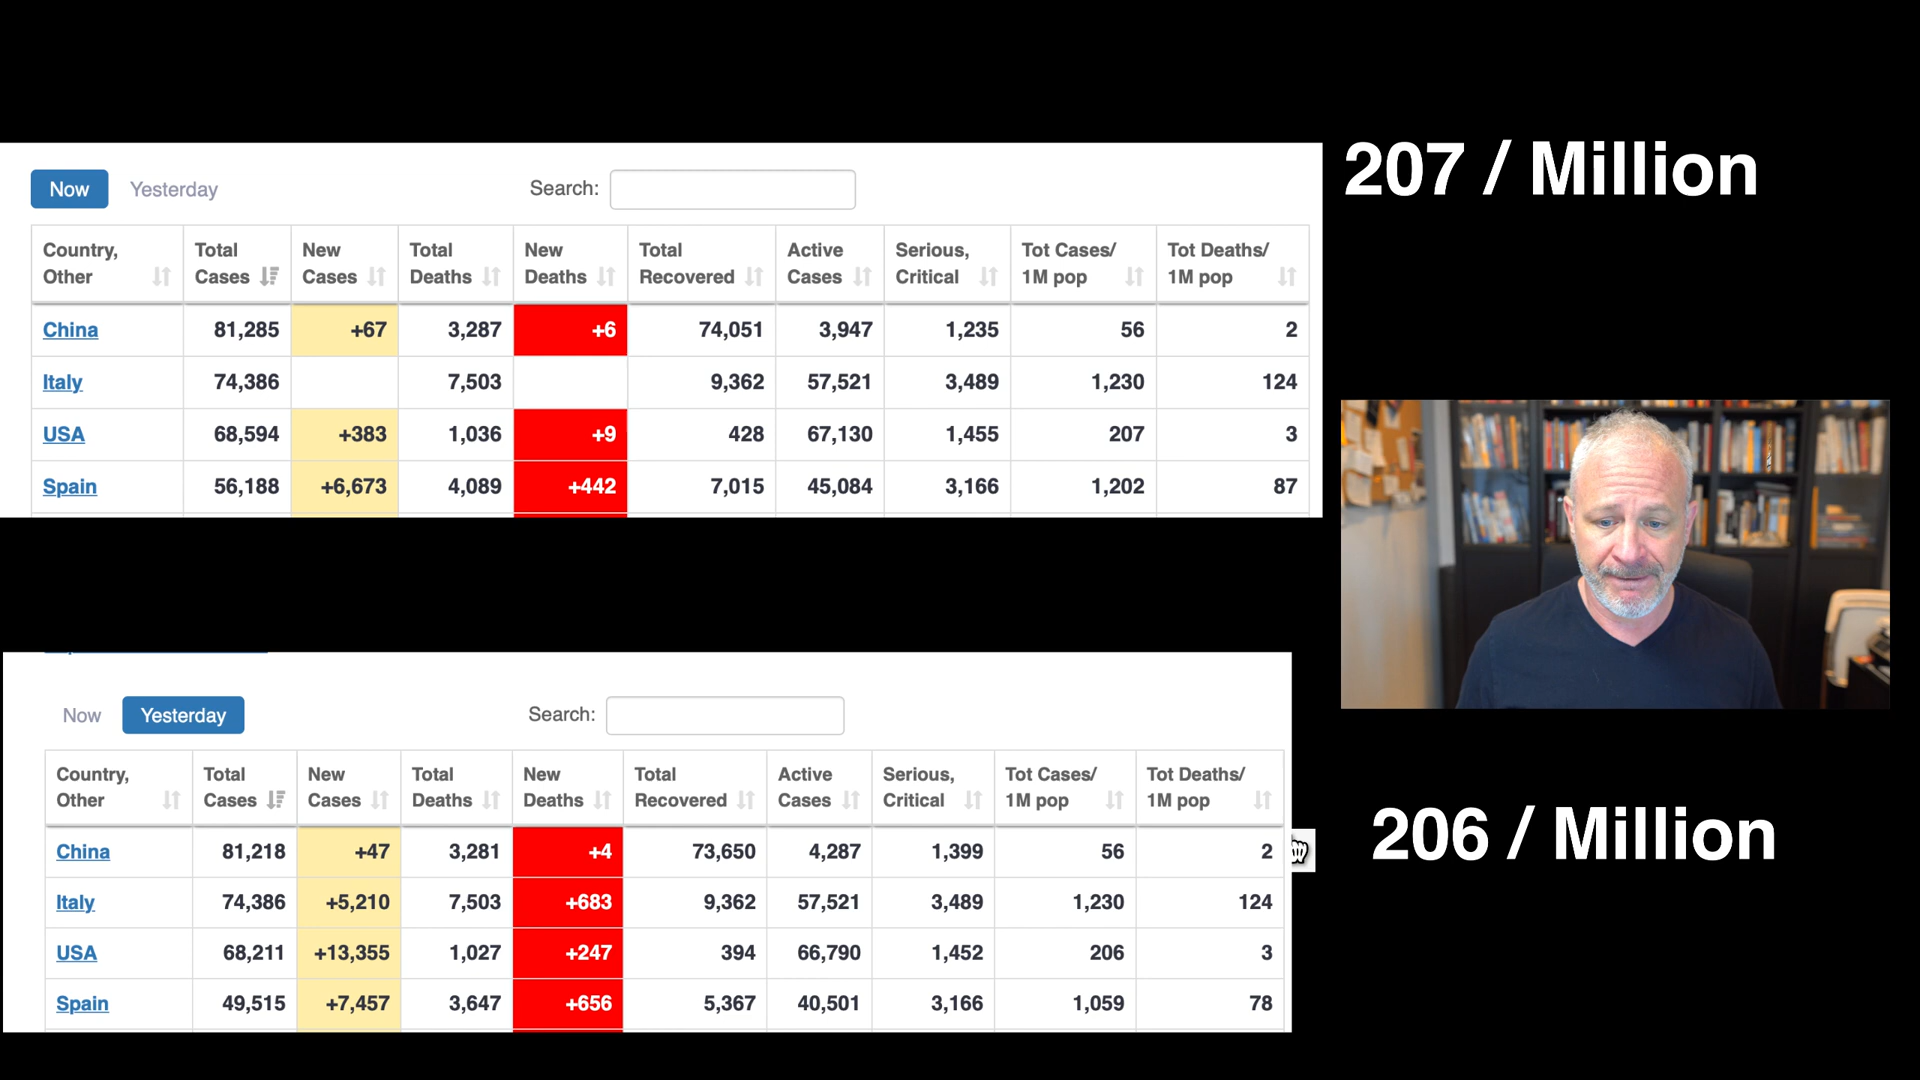 207 / Million
Now Yesterday Search:
Country, Total New Total New Total Active Serious, Tot Cases/ Tot Deaths/
Other Cases Cases Deaths Deaths Recovered Cases Critical 1M pop 1M pop
China 81,285 +67 3,287 +6 74,051 3,947 1,235 56 2
Italy 74,386 7,503 9,362 57,521 3,489 1,230 124
USA 68,594 +383 1,036 +9 428 67,130 1,455 207 3
Spain 56,188 +6,673 4,089 +442 7,015 45,084 3,166 1,202 87
Now Yesterday Search:
Country, Total New Total New Total Active Serious, Tot Cases/ Tot Deaths/
Other Cases Cases Deaths Deaths Recovered Cases Critical 1M pop 1M pop
China 81,218 +47 3,281 +4 73,650 4,287 1,399 56 2
Italy 74,386 +5,210 7,503 +683 9,362 57,521 3,489 1,230 124
USA 68,211 +13,355 1,027 +247 394 66,790 1,452 206 3
Spain 49,515 +7,457 3,647 +656 5,367 40,501 3,166 1,059 78
206 / Million